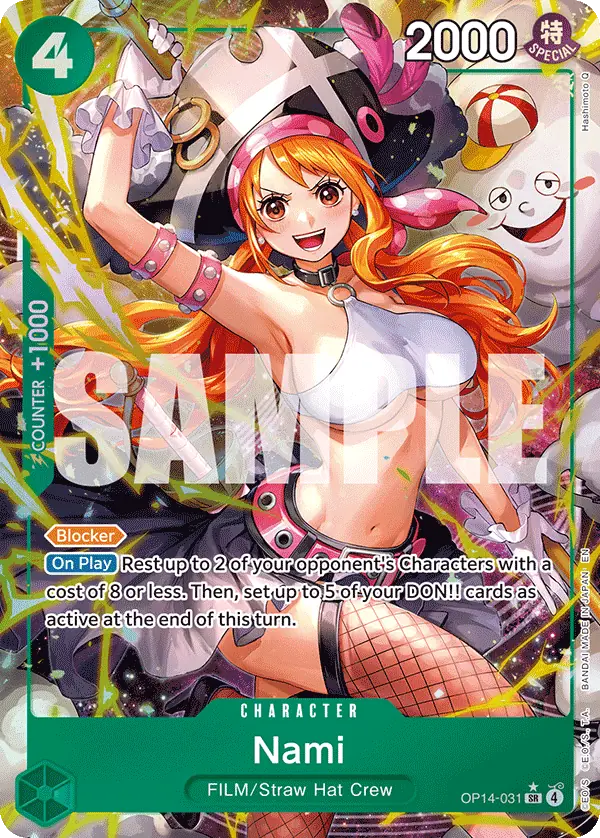 4
2000
特
SPECIAL
Hashimoto Q
COUNTER +1000
SAMPLE
Blocker
On Play Rest up to 2 of your opponent's Characters with a
cost of 8 or less. Then, set up to 5 of your DON!! cards as
active at the end of this turn.
CHARACTER
Nami
FILM/Straw Hat Crew
OP14-031 SR 4
©E.O./S. ©E.O./S., T.A. BANDAI MADE IN JAPAN EN